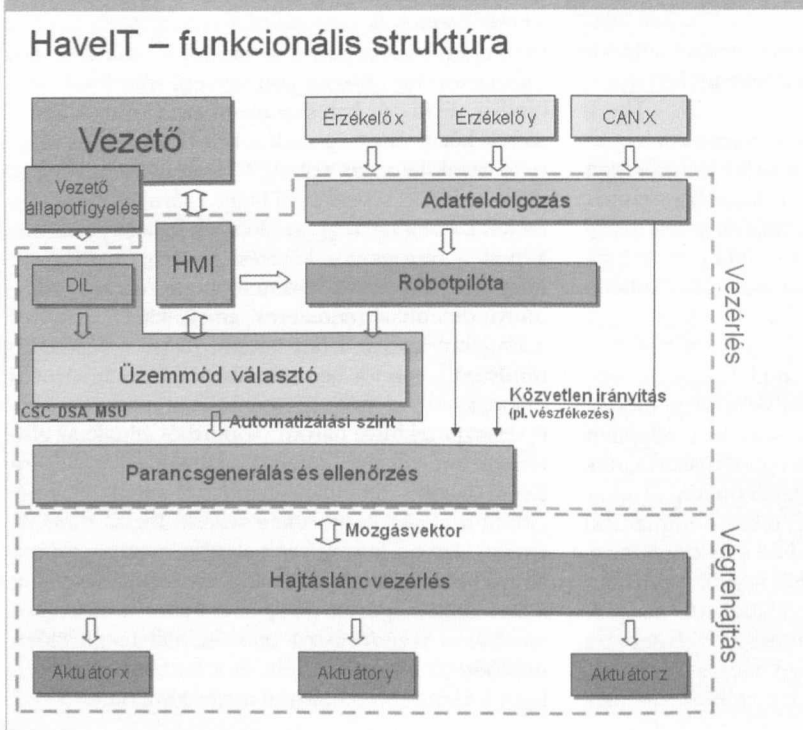 HaveIT – funkcionális struktúra
Vezető
Érzékelő x
Érzékelő y
CAN X
Vezető
állapotfigyelés
Adatfeldolgozás
HMI
DIL
Robotpilóta
Vezérlés
Üzemmód választó
CSC_DSA_MSU
Automatizálási szint
Közvetlen irányítás
(pl. vészfékezés)
Parancsgenerálás és ellenőrzés
Mozgásvektor
Hajtáslánc vezérlés
Végrehajtás
Aktuátor x
Aktuátor y
Aktuátor z